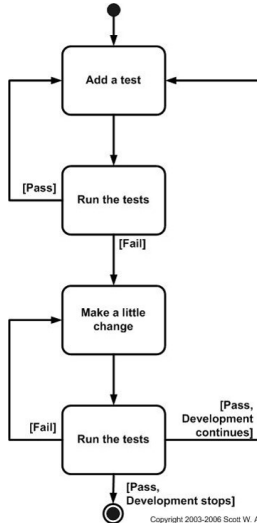 Add a test
[Pass]
Run the tests
[Fail]
Make a little
change
[Pass,
Development
continues]
[Fail]
Run the tests
[Pass,
Development stops]
Copyright 2003-2006 Scott W. A